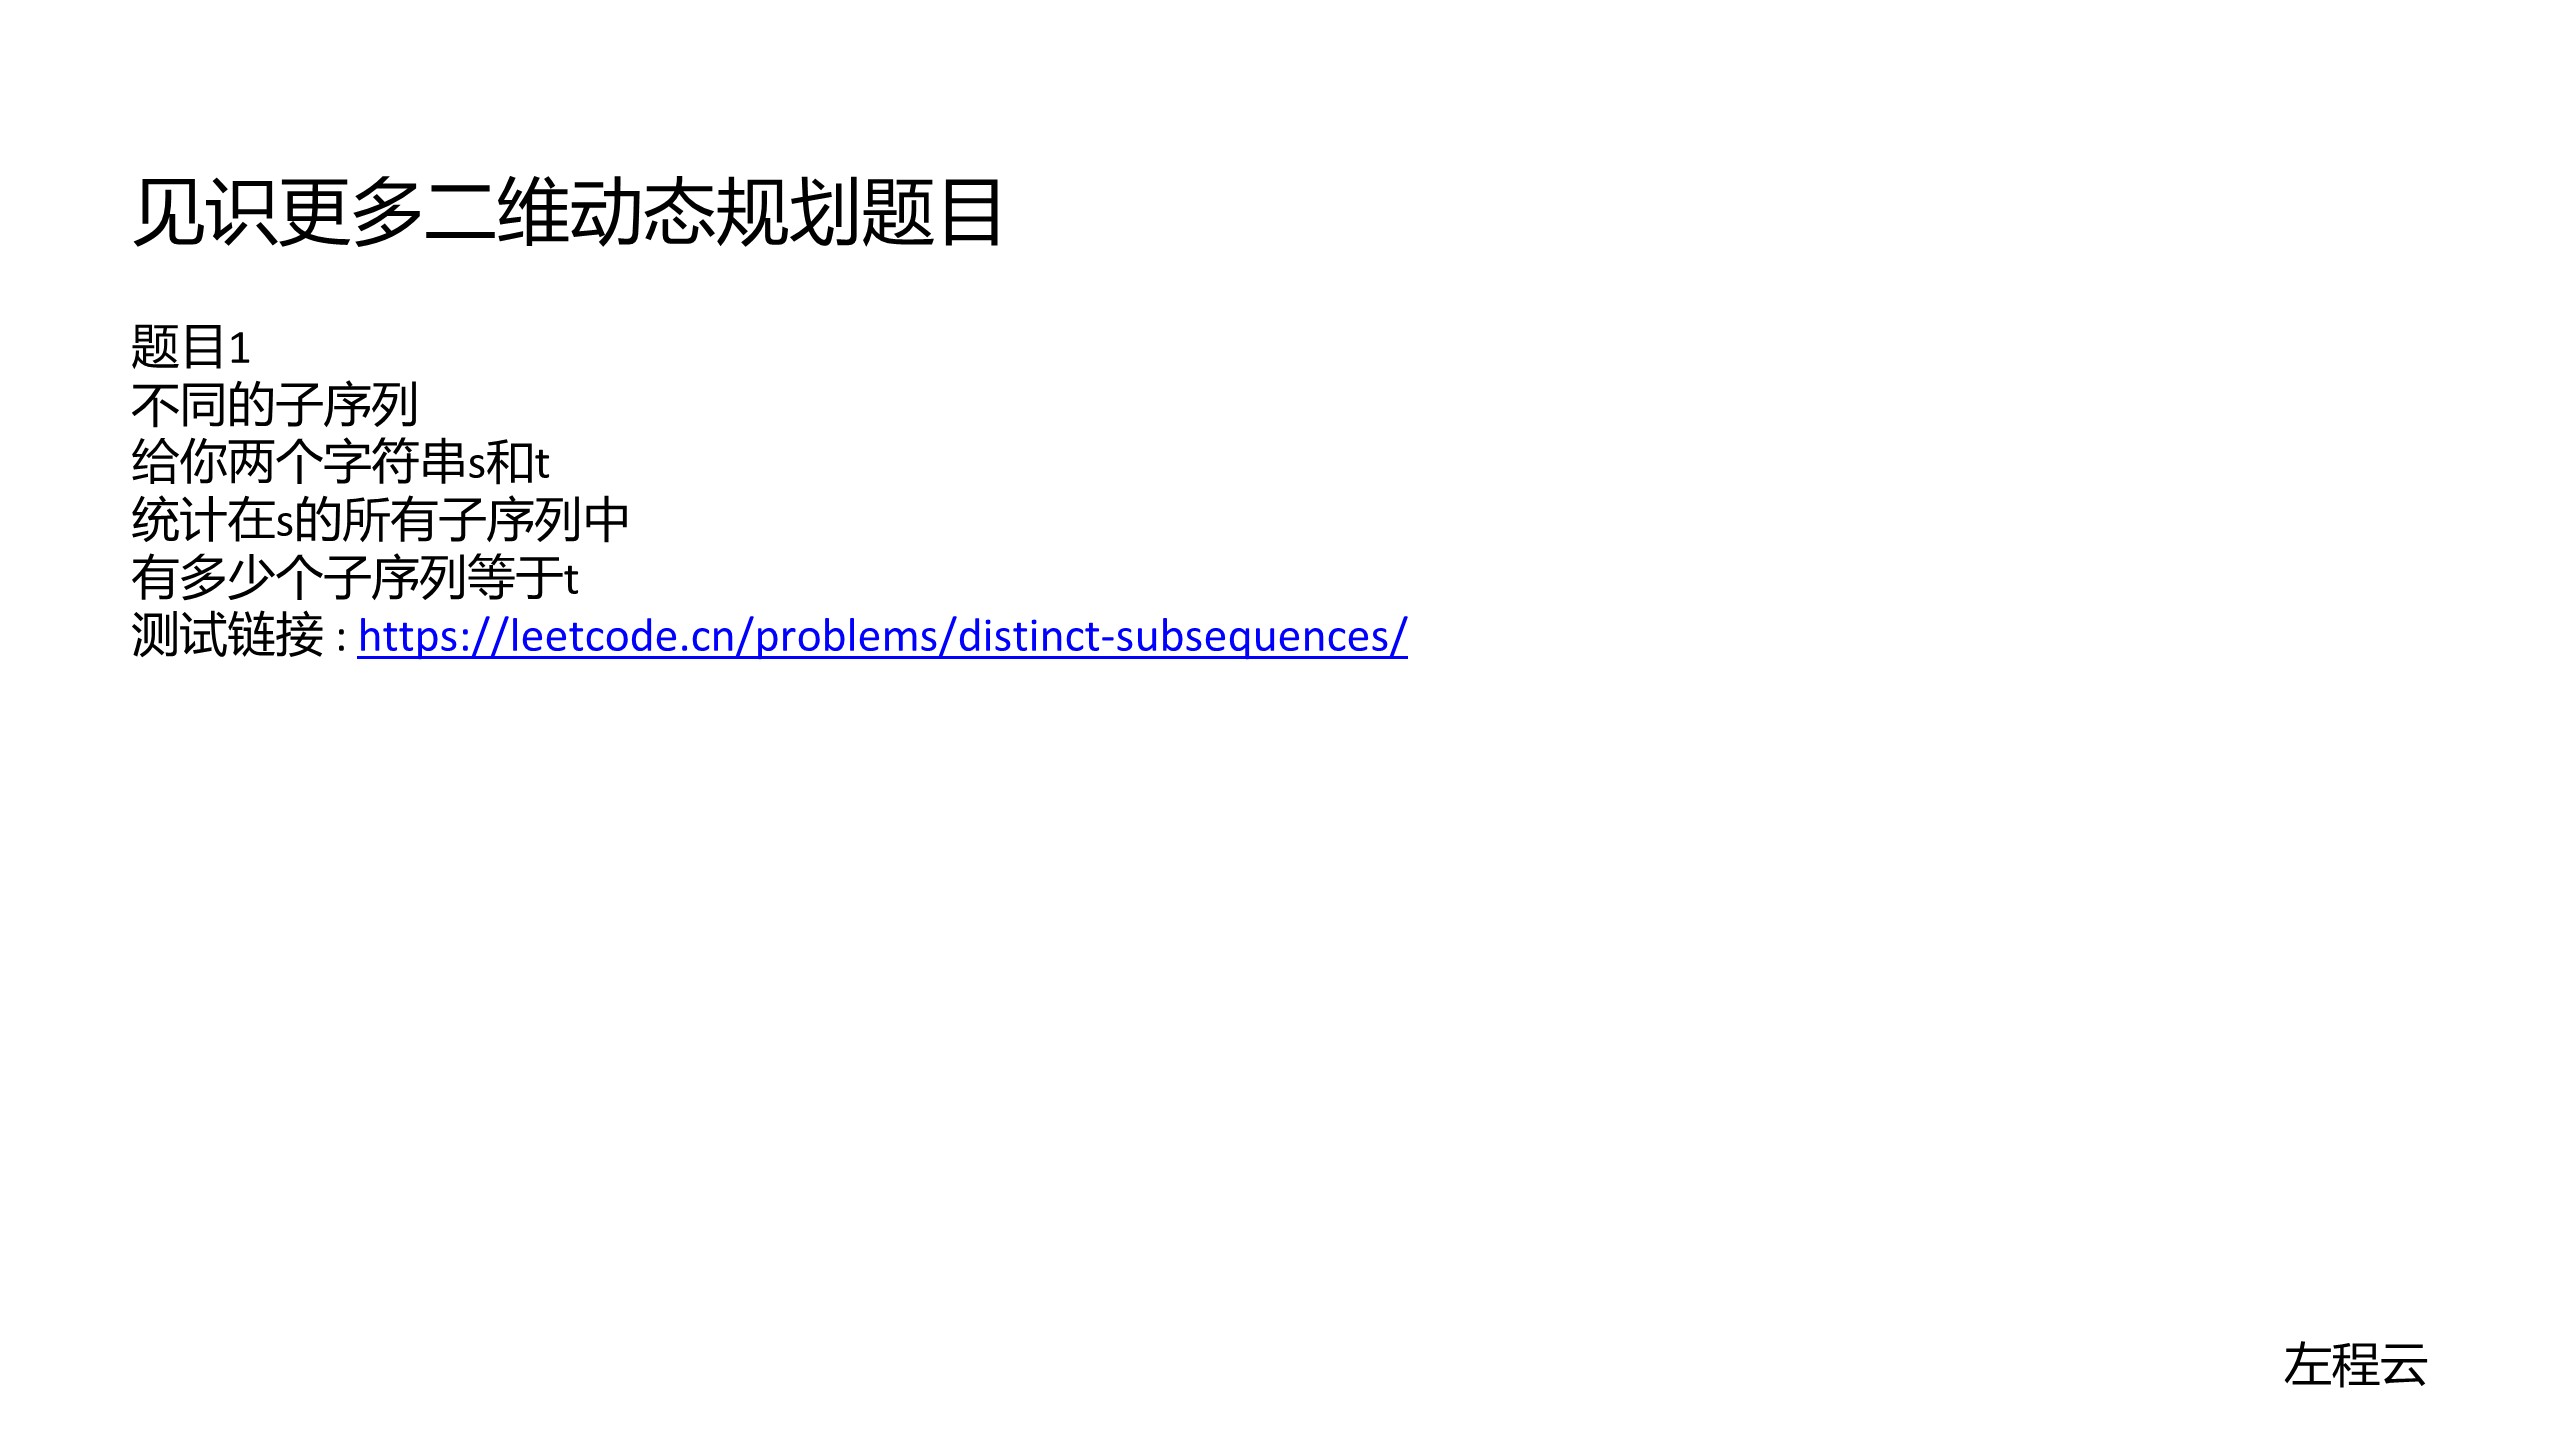 见识更多二维动态规划题目
题目1
不同的子序列
给你两个字符串s和t
统计在s的所有子序列中
有多少个子序列等于t
测试链接 : https://leetcode.cn/problems/distinct-subsequences/
左程云